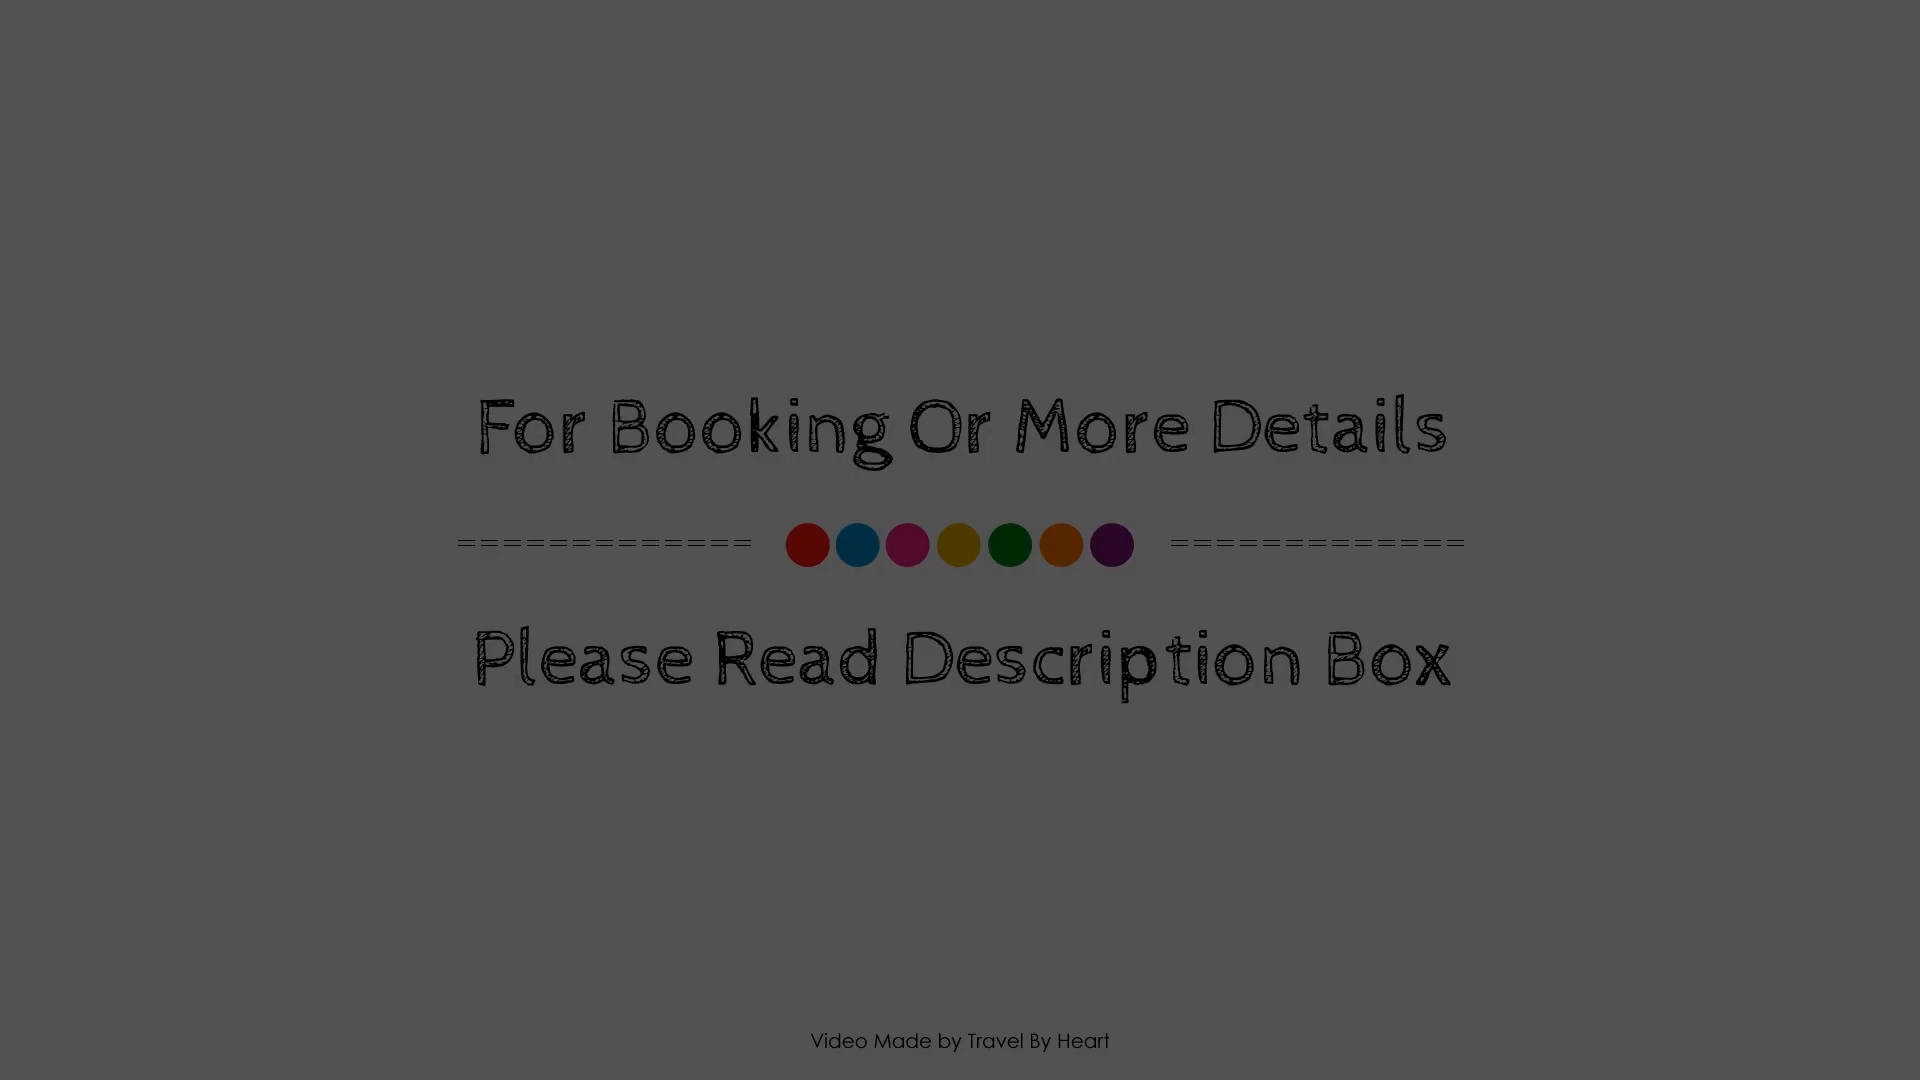 For Booking Or More Details
============= =============
Please Read Description Box
Video Made by Travel By Heart